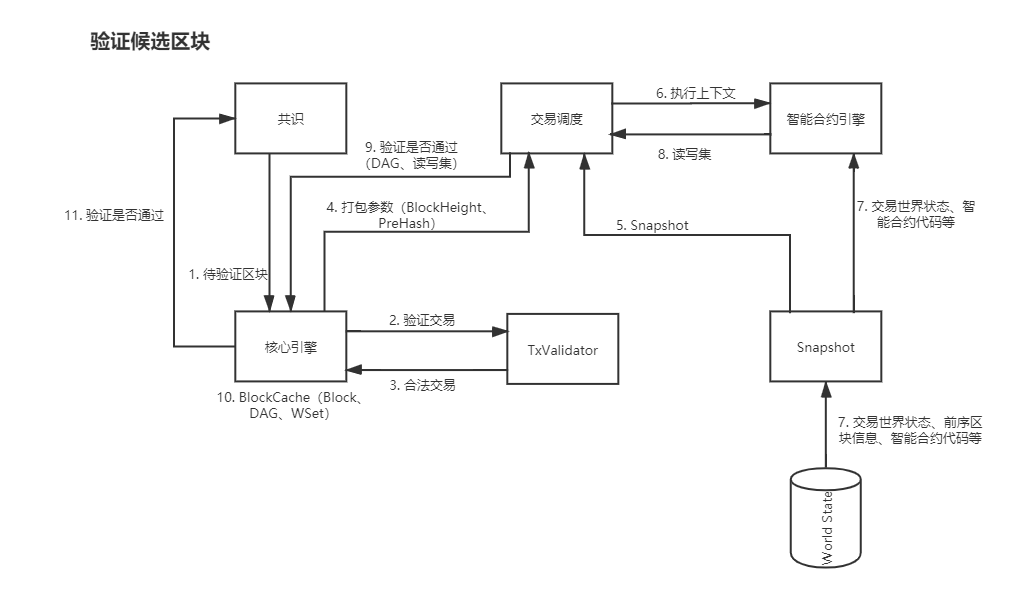 验证候选区块
共识
交易调度
6. 执行上下文
智能合约引擎
8. 读写集
9. 验证是否通过
（DAG、读写集）
11. 验证是否通过
4. 打包参数（BlockHeight、
PreHash）
5. Snapshot
7. 交易世界状态、智
能合约代码等
1. 待验证区块
核心引擎
2. 验证交易
TxValidator
3. 合法交易
Snapshot
10. BlockCache（Block、
DAG、WSet）
7. 交易世界状态、前序区
块信息、智能合约代码等
World State